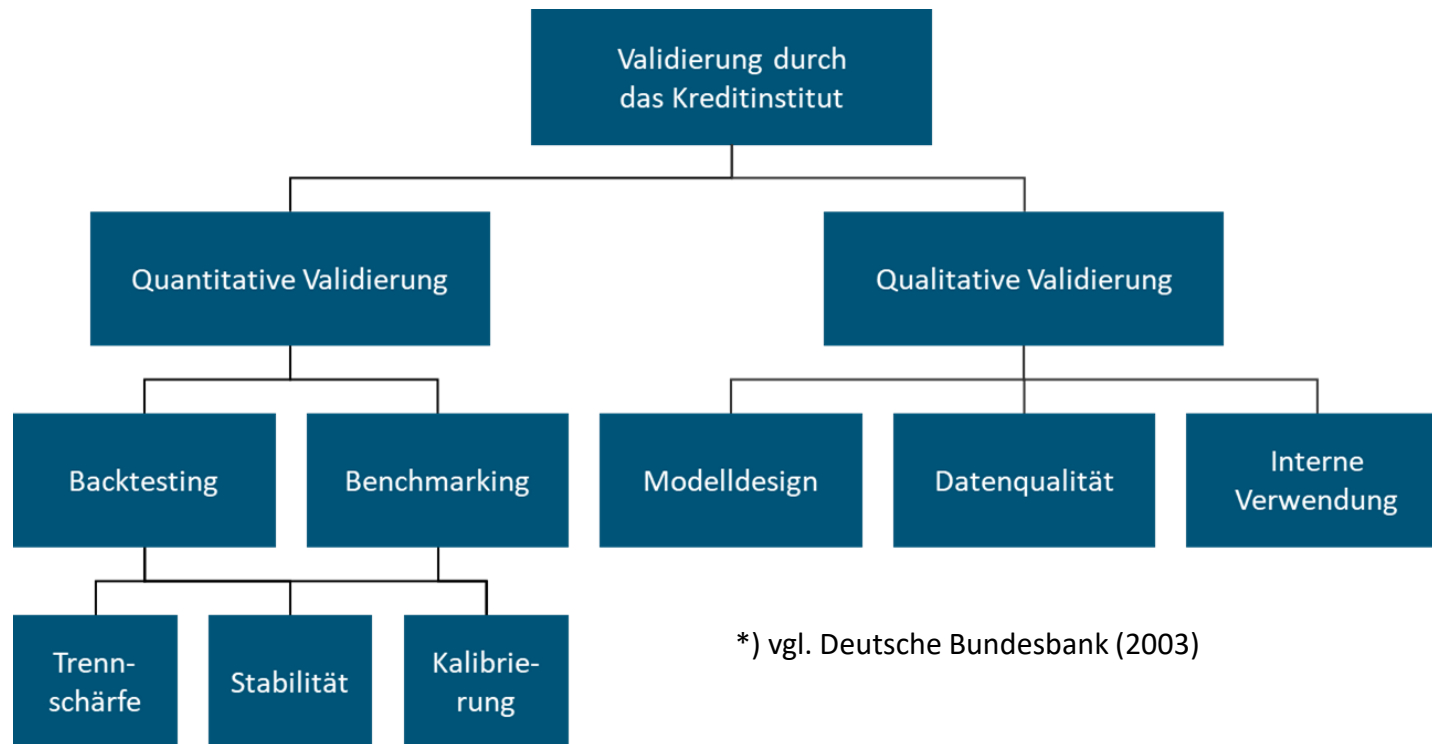 Validierung durch
das Kreditinstitut
Quantitative Validierung
Qualitative Validierung
Backtesting
Benchmarking
Modelldesign
Datenqualität
Interne
Verwendung
Trenn-
schärfe
Stabilität
Kalibrie-
rung
*) vgl. Deutsche Bundesbank (2003)